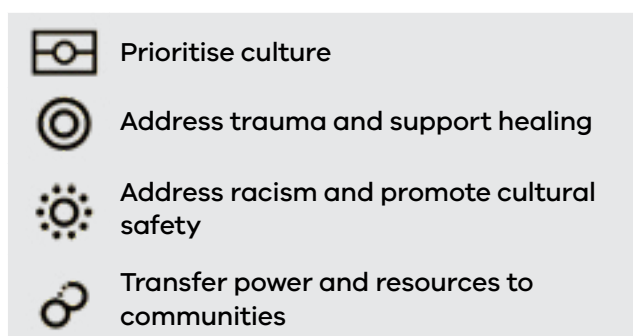 Prioritise culture
Address trauma and support healing
Address racism and promote cultural
safety
Transfer power and resources to
communities